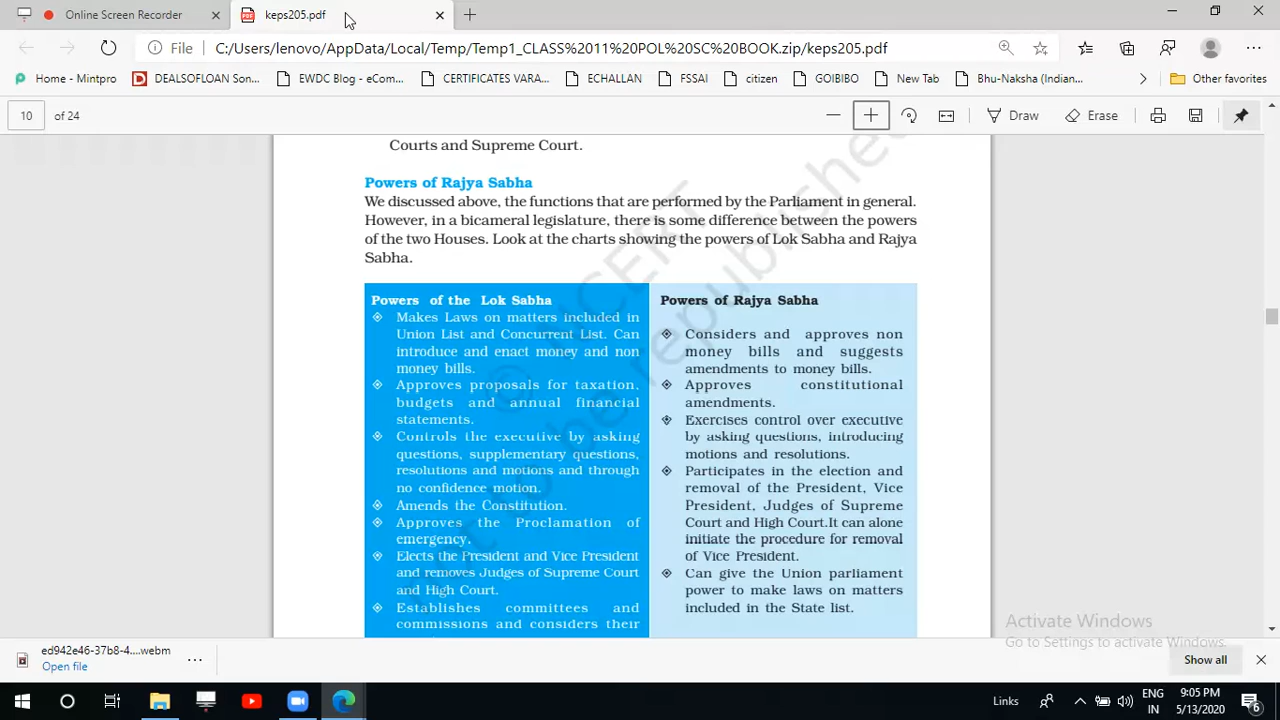 Online Screen Recorder
keps205.pdf
File
C:/Users/lenovo/AppData/Local/Temp/Temp1_CLASS%2011%20POL%20SC%20BOOK.zip/keps205.pdf
Home - Mintpro
DEALSOFLOAN Son...
EWDC Blog - eCom...
CERTIFICATES VARA...
ECHALLAN
FSSAI
citizen
GOIBIBO
New Tab
Bhu-Naksha (Indian...
Other favorites
10 of 24
Draw
Erase
Courts and Supreme Court.
Powers of Rajya Sabha
We discussed above, the functions that are performed by the Parliament in general.
However, in a bicameral legislature, there is some difference between the powers
of the two Houses. Look at the charts showing the powers of Lok Sabha and Rajya
Sabha.
Powers of the Lok Sabha
Makes Laws on matters included in
Union List and Concurrent List. Can
introduce and enact money and non
money bills.
Approves proposals for taxation,
budgets and annual financial
statements.
Controls the executive by asking
questions, supplementary questions,
resolutions and motions and through
no confidence motion.
Amends the Constitution.
Approves the Proclamation of
emergency.
Elects the President and Vice President
and removes Judges of Supreme Court
and High Court.
Establishes committees and
commissions and considers their
Powers of Rajya Sabha
Considers and approves non
money bills and suggests
amendments to money bills.
Approves constitutional
amendments.
Exercises control over executive
by asking questions, introducing
motions and resolutions.
Participates in the election and
removal of the President, Vice
President, Judges of Supreme
Court and High Court.It can alone
initiate the procedure for removal
of Vice President.
Can give the Union parliament
power to make laws on matters
included in the State list.
© NCERT
not to be republished
Activate Windows
Go to Settings to activate Windows.
ed942e46-37b8-4....webm
Open file
Show all
Links
ENG
IN
9:05 PM
5/13/2020
6